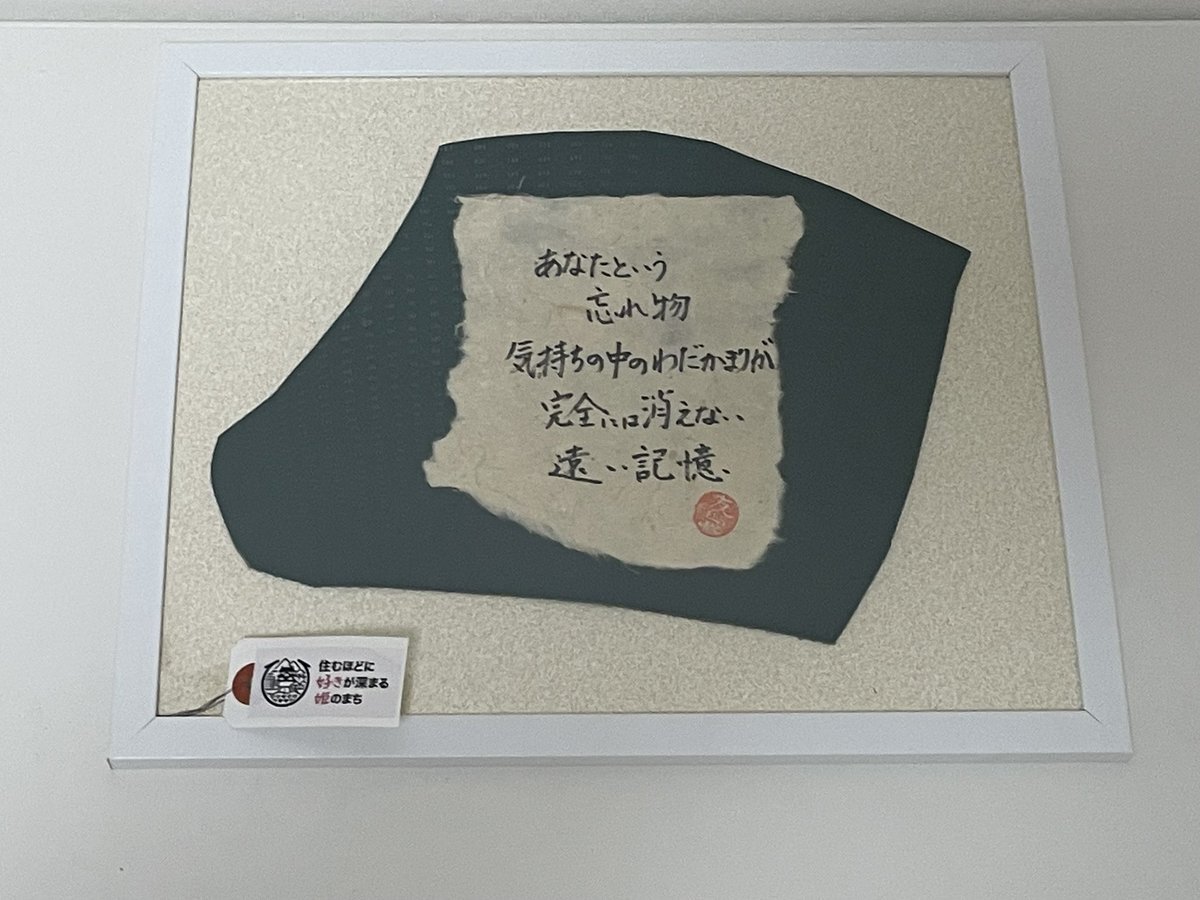 あなたという
忘れ物
気持ちの中のわだかまりが
完全には消えない
遠い記憶、
住むほどに
好きが深まる
姫のまち